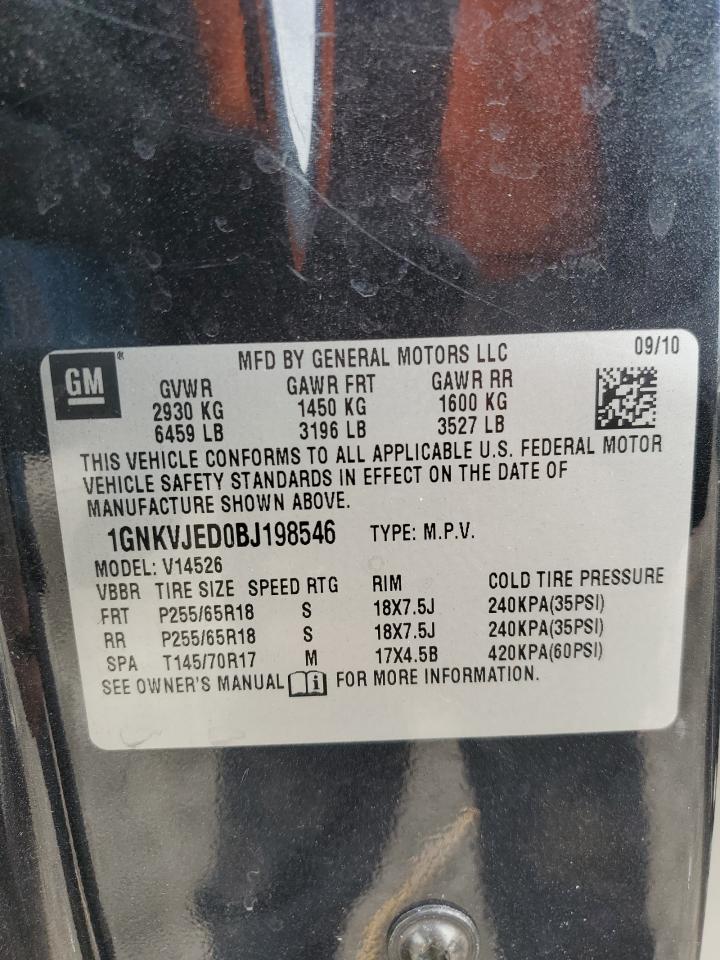 GM®
MFD BY GENERAL MOTORS LLC 09/10
GVWR GAWR FRT GAWR RR
2930 KG 1450 KG 1600 KG
6459 LB 3196 LB 3527 LB
THIS VEHICLE CONFORMS TO ALL APPLICABLE U.S. FEDERAL MOTOR
VEHICLE SAFETY STANDARDS IN EFFECT ON THE DATE OF
MANUFACTURE SHOWN ABOVE.
1GNKVJED0BJ198546 TYPE: M.P.V.
MODEL: V14526
VBBR TIRE SIZE SPEED RTG RIM COLD TIRE PRESSURE
FRT P255/65R18 S 18X7.5J 240KPA(35PSI)
RR P255/65R18 S 18X7.5J 240KPA(35PSI)
SPA T145/70R17 M 17X4.5B 420KPA(60PSI)
SEE OWNER'S MANUAL i FOR MORE INFORMATION.